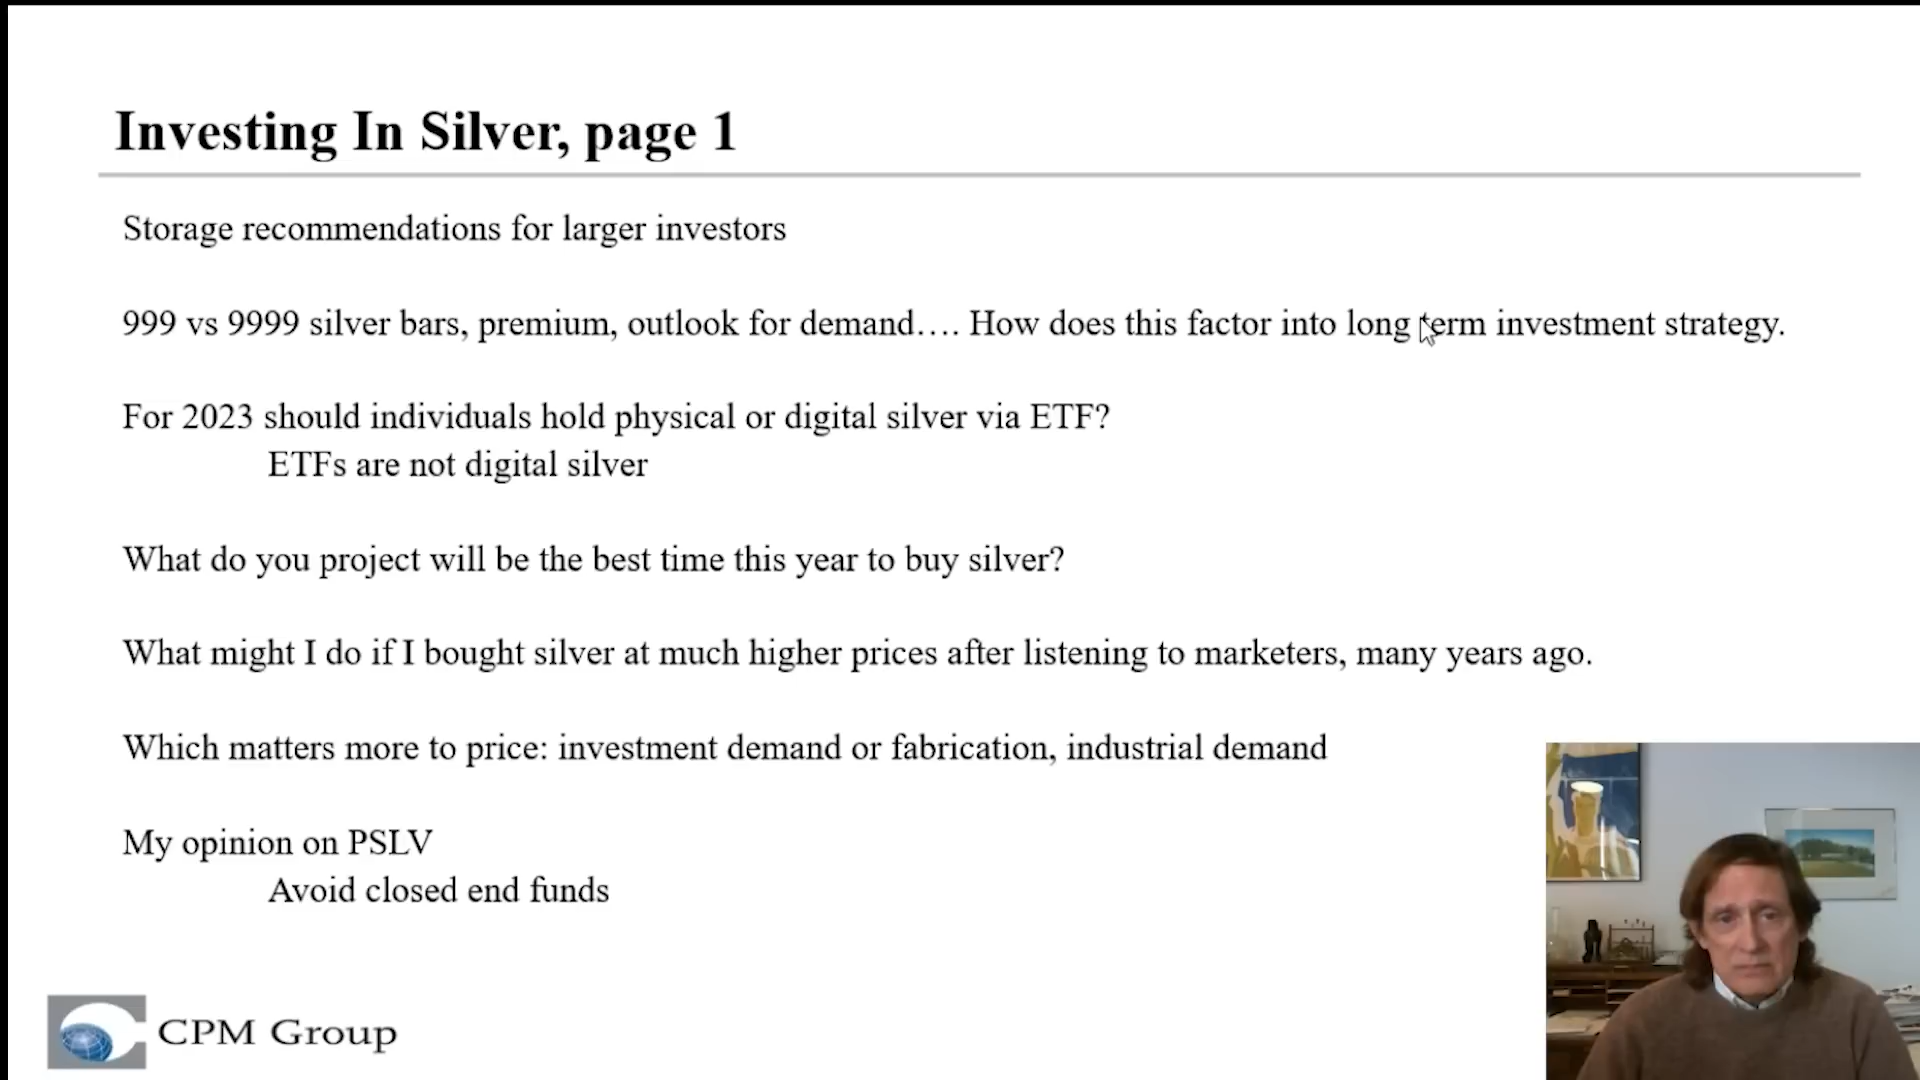 Investing In Silver, page 1
Storage recommendations for larger investors
999 vs 9999 silver bars, premium, outlook for demand…. How does this factor into long term investment strategy.
For 2023 should individuals hold physical or digital silver via ETF?
ETFs are not digital silver
What do you project will be the best time this year to buy silver?
What might I do if I bought silver at much higher prices after listening to marketers, many years ago.
Which matters more to price: investment demand or fabrication, industrial demand
My opinion on PSLV
Avoid closed end funds
CPM Group